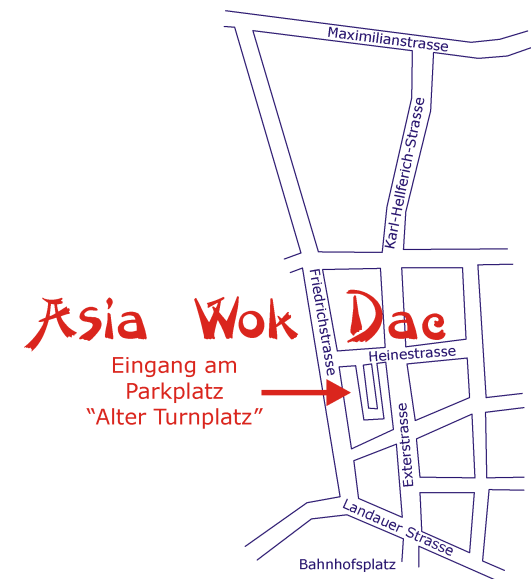 Maximilianstrasse
Karl-Hellferich-Strasse
Friedrichstrasse
Asia Wok Dac
Heinestrasse
Eingang am
Parkplatz
“Alter Turnplatz”
Exterstrasse
Landauer Strasse
Bahnhofsplatz